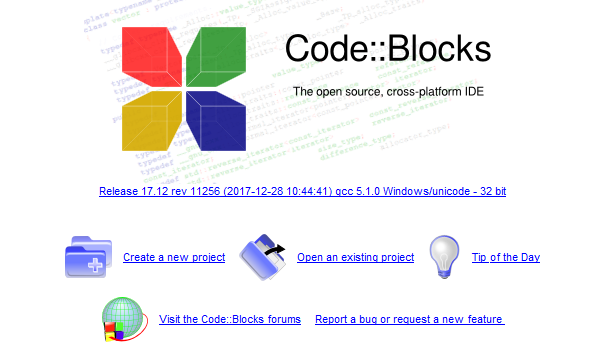 Code::Blocks
The open source, cross-platform IDE
Release 17.12 rev 11256 (2017-12-28 10:44:41) gcc 5.1.0 Windows/unicode - 32 bit
Create a new project
Open an existing project
Tip of the Day
Visit the Code::Blocks forums
Report a bug or request a new feature